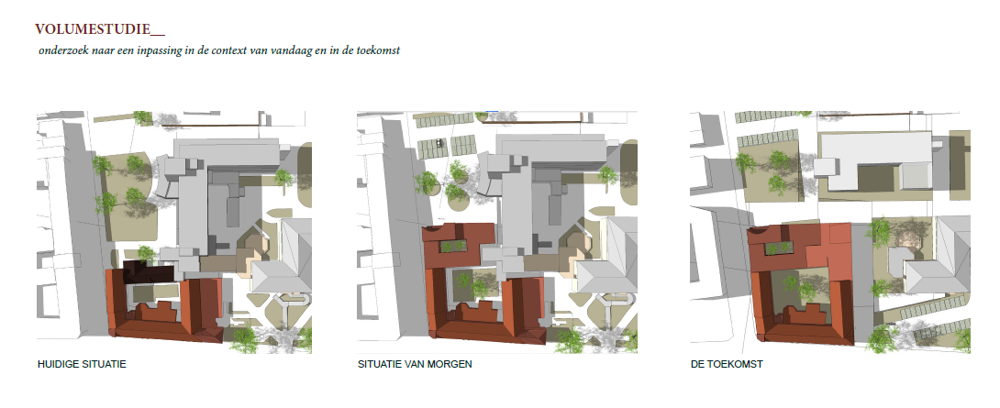 VOLUMESTUDIE__
onderzoek naar een inpassing in de context van vandaag en in de toekomst
HUIDIGE SITUATIE
SITUATIE VAN MORGEN
DE TOEKOMST